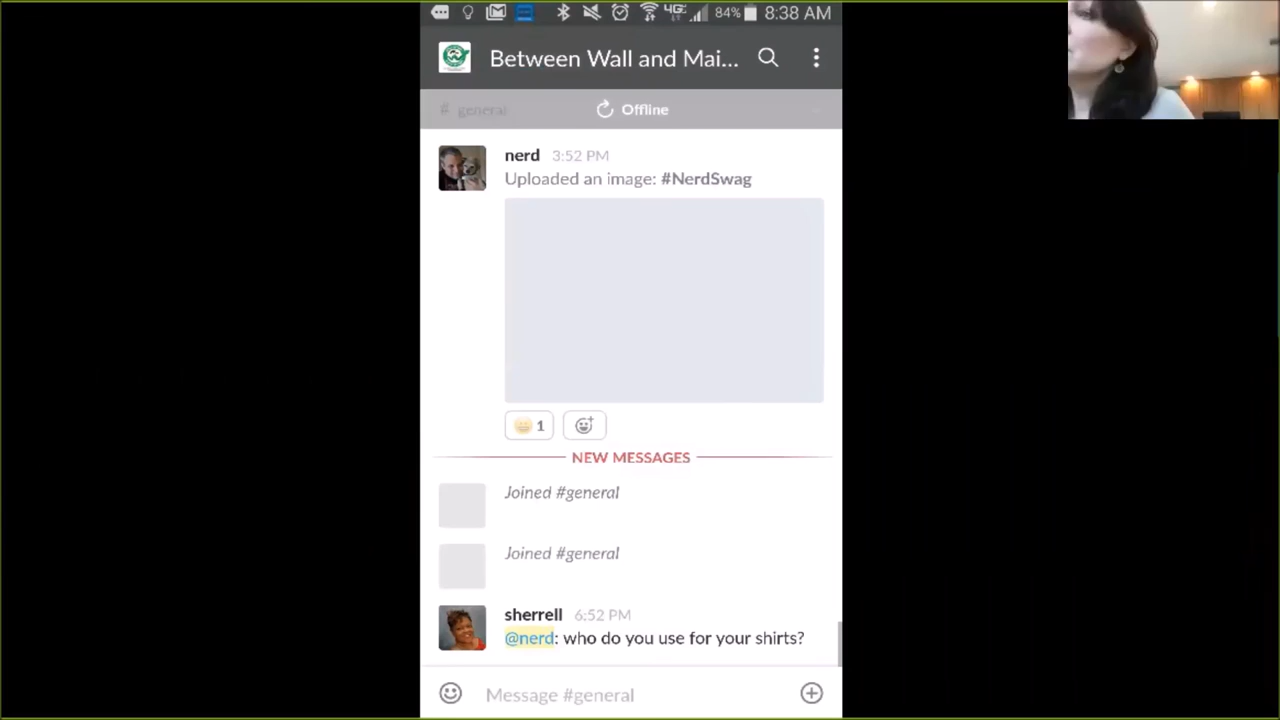 4G 84% 8:38 AM
Between Wall and Mai...
# general Offline
nerd 3:52 PM
Uploaded an image: #NerdSwag
1
NEW MESSAGES
Joined #general
Joined #general
sherrell 6:52 PM
@nerd: who do you use for your shirts?
Message #general